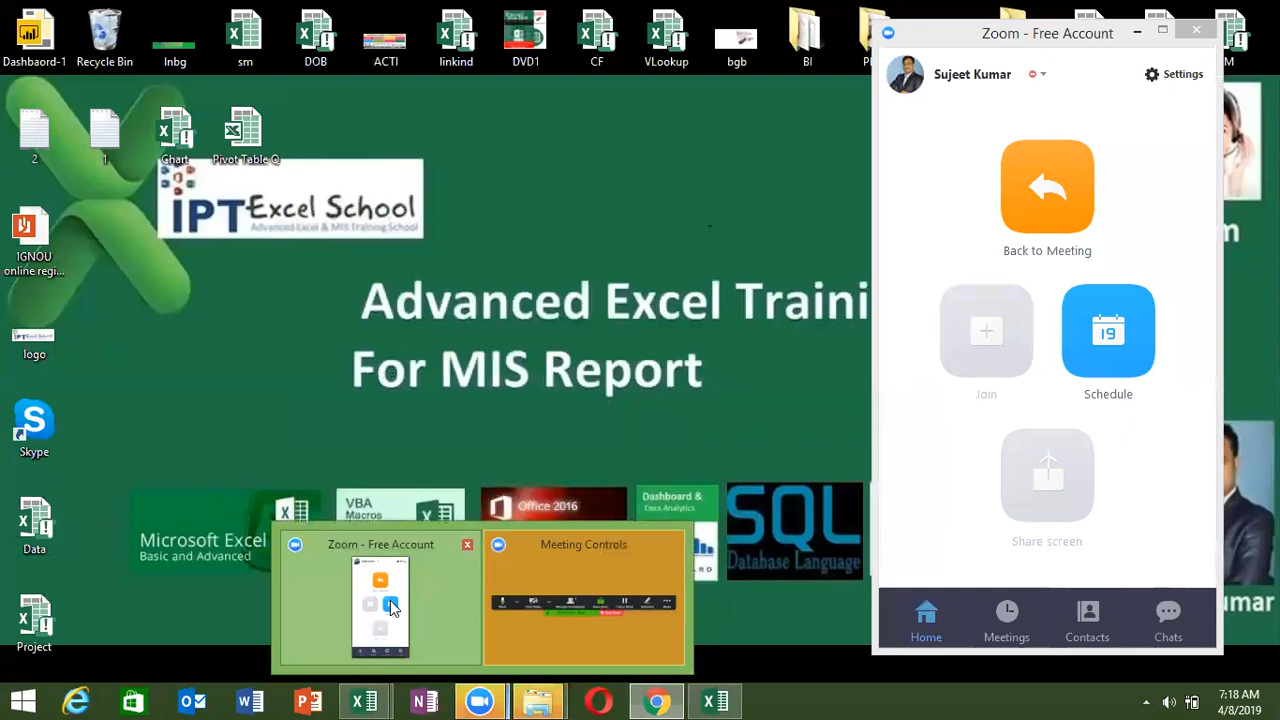 Dashbaord-1
Recycle Bin
Inbg
sm
DOB
ACTI
linkind
DVD1
CF
VLookup
bgb
BI
Zoom - Free Account
Sujeet Kumar
Settings
2
1
Chart
Pivot Table Q
IPT Excel School
Advanced Excel & MIS Training School
Back to Meeting
IGNOU
online regi...
Advanced Excel Traini
For MIS Report
logo
19
Join
Schedule
Skype
Data
Project
Microsoft Excel
Basic and Advanced
VBA
Macros
Office 2016
Dashboard &
Data Analytics
SQL
Database Language
Share screen
Zoom - Free Account
Meeting Controls
umar
Home
Meetings
Contacts
Chats
7:18 AM
4/8/2019